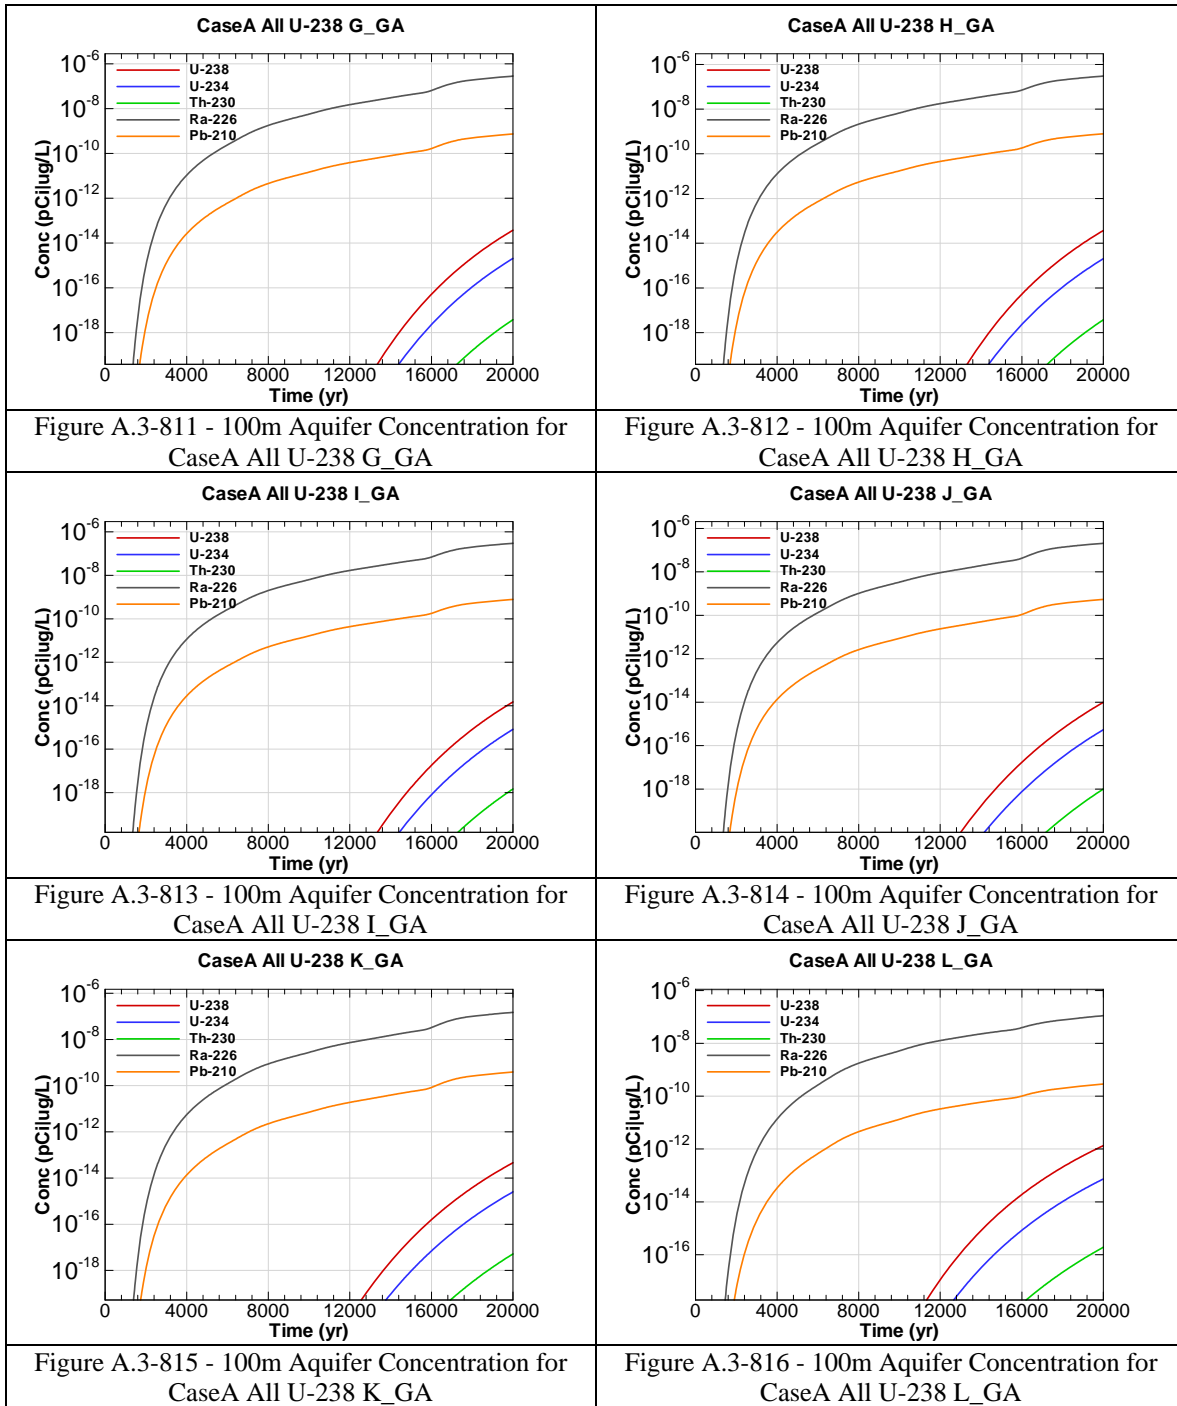 CaseA All U-238 G_GA
Conc (pCi|ug/L)
10-6
10-8
10-10
10-12
10-14
10-16
10-18
U-238
U-234
Th-230
Ra-226
Pb-210
0 4000 8000 12000 16000 20000
Time (yr)
Figure A.3-811 - 100m Aquifer Concentration for
CaseA All U-238 G_GA
CaseA All U-238 H_GA
Conc (pCi|ug/L)
10-6
10-8
10-10
10-12
10-14
10-16
10-18
U-238
U-234
Th-230
Ra-226
Pb-210
0 4000 8000 12000 16000 20000
Time (yr)
Figure A.3-812 - 100m Aquifer Concentration for
CaseA All U-238 H_GA
CaseA All U-238 I_GA
Conc (pCi|ug/L)
10-6
10-8
10-10
10-12
10-14
10-16
10-18
U-238
U-234
Th-230
Ra-226
Pb-210
0 4000 8000 12000 16000 20000
Time (yr)
Figure A.3-813 - 100m Aquifer Concentration for
CaseA All U-238 I_GA
CaseA All U-238 J_GA
Conc (pCi|ug/L)
10-6
10-8
10-10
10-12
10-14
10-16
10-18
U-238
U-234
Th-230
Ra-226
Pb-210
0 4000 8000 12000 16000 20000
Time (yr)
Figure A.3-814 - 100m Aquifer Concentration for
CaseA All U-238 J_GA
CaseA All U-238 K_GA
Conc (pCi|ug/L)
10-6
10-8
10-10
10-12
10-14
10-16
10-18
U-238
U-234
Th-230
Ra-226
Pb-210
0 4000 8000 12000 16000 20000
Time (yr)
Figure A.3-815 - 100m Aquifer Concentration for
CaseA All U-238 K_GA
CaseA All U-238 L_GA
Conc (pCi|ug/L)
10-6
10-8
10-10
10-12
10-14
10-16
U-238
U-234
Th-230
Ra-226
Pb-210
0 4000 8000 12000 16000 20000
Time (yr)
Figure A.3-816 - 100m Aquifer Concentration for
CaseA All U-238 L_GA